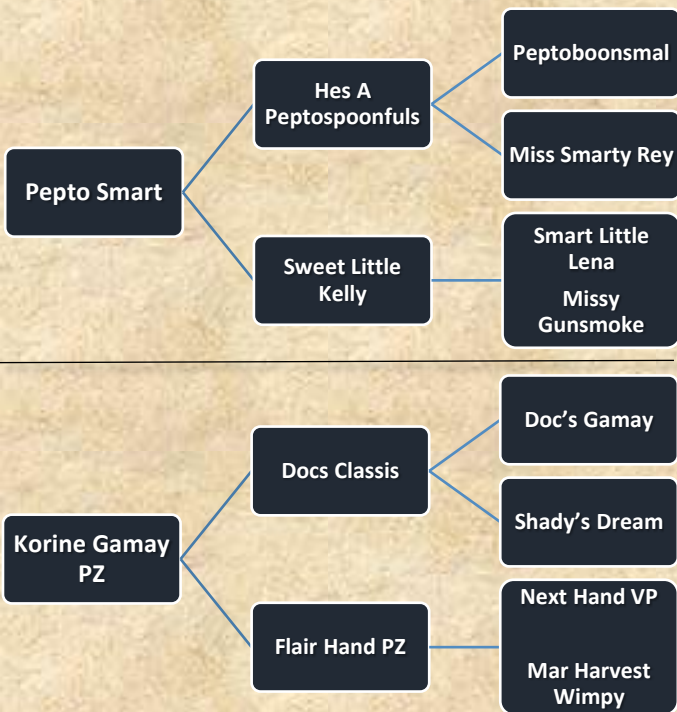 Pepto Smart
Hes A
Peptospoonfuls
Peptoboonsmal
Miss Smarty Rey
Sweet Little
Kelly
Smart Little
Lena
Missy
Gunsmoke
Korine Gamay
PZ
Docs Classis
Doc's Gamay
Shady's Dream
Flair Hand PZ
Next Hand VP
Mar Harvest
Wimpy